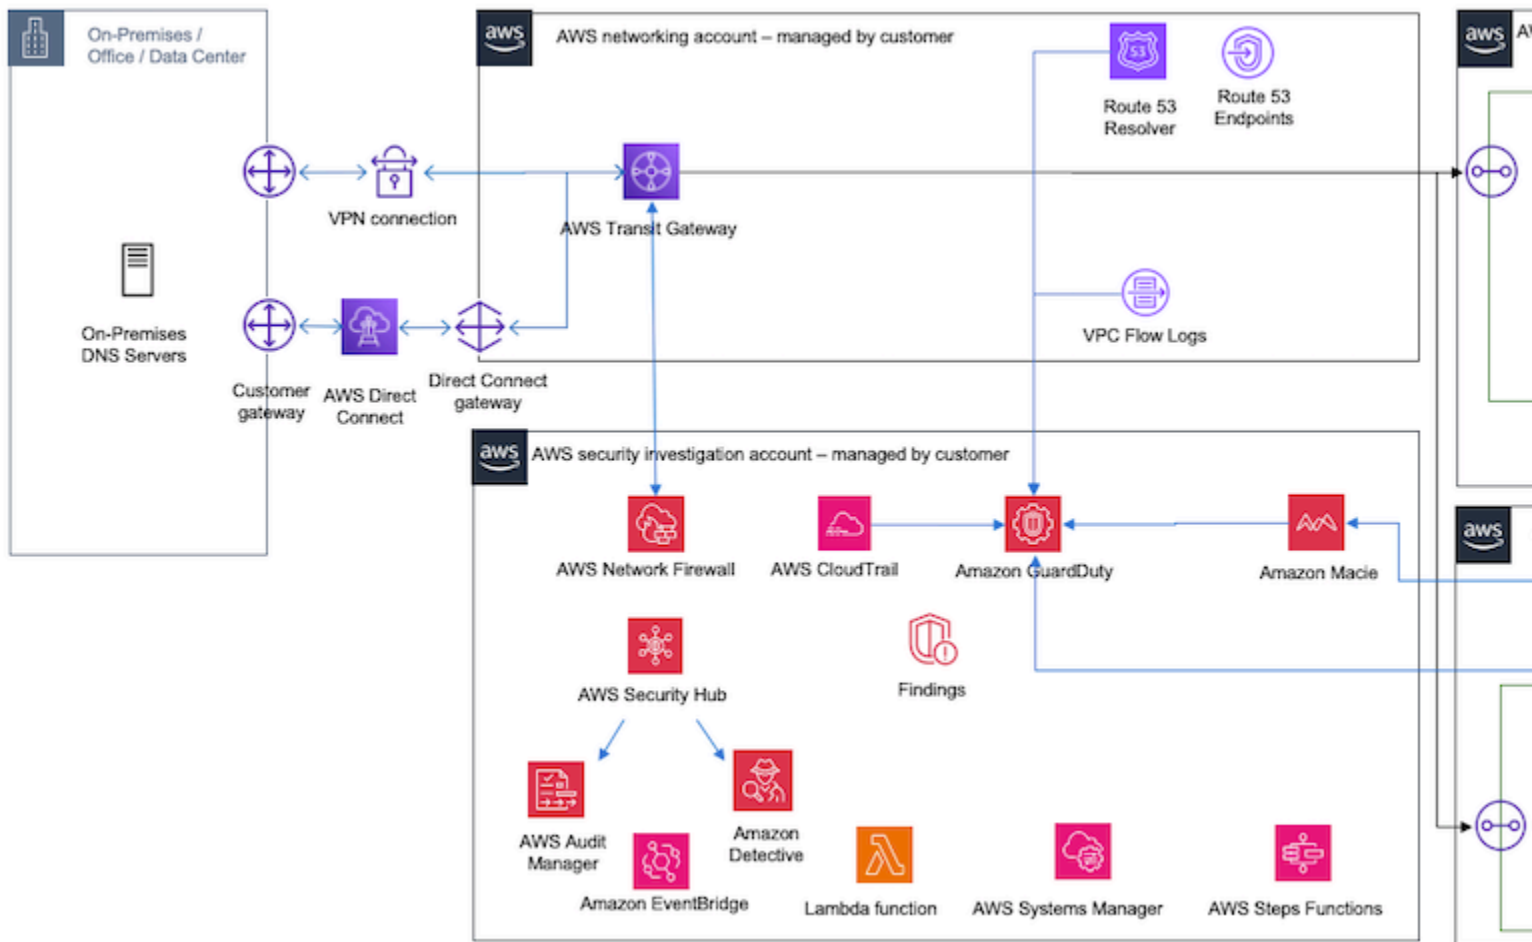 On-Premises /
Office / Data Center
aws
AWS networking account – managed by customer
53
Route 53
Resolver
Route 53
Endpoints
aws
VPN connection
AWS Transit Gateway
On-Premises
DNS Servers
VPC Flow Logs
Customer
gateway
AWS Direct
Connect
Direct Connect
gateway
aws
AWS security investigation account – managed by customer
AWS Network Firewall
AWS CloudTrail
Amazon GuardDuty
Amazon Macie
aws
AWS Security Hub
Findings
AWS Audit
Manager
Amazon
Detective
Amazon EventBridge
Lambda function
AWS Systems Manager
AWS Steps Functions